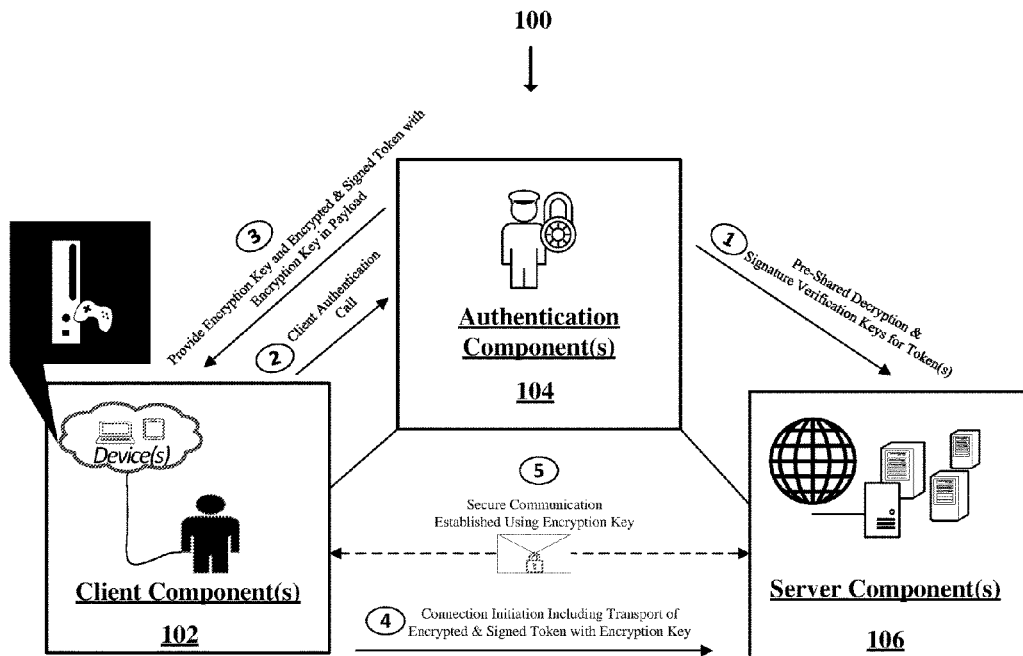 100
3
Provide Encryption Key and Encrypted & Signed Token with
Encryption Key in Payload
2
Client Authentication
Call
Authentication
Component(s)
104
1
Pre-Shared Decryption &
Signature Verification Keys for Token(s)
Device(s)
Client Component(s)
102
5
Secure Communication
Established Using Encryption Key
4
Connection Initiation Including Transport of
Encrypted & Signed Token with Encryption Key
Server Component(s)
106